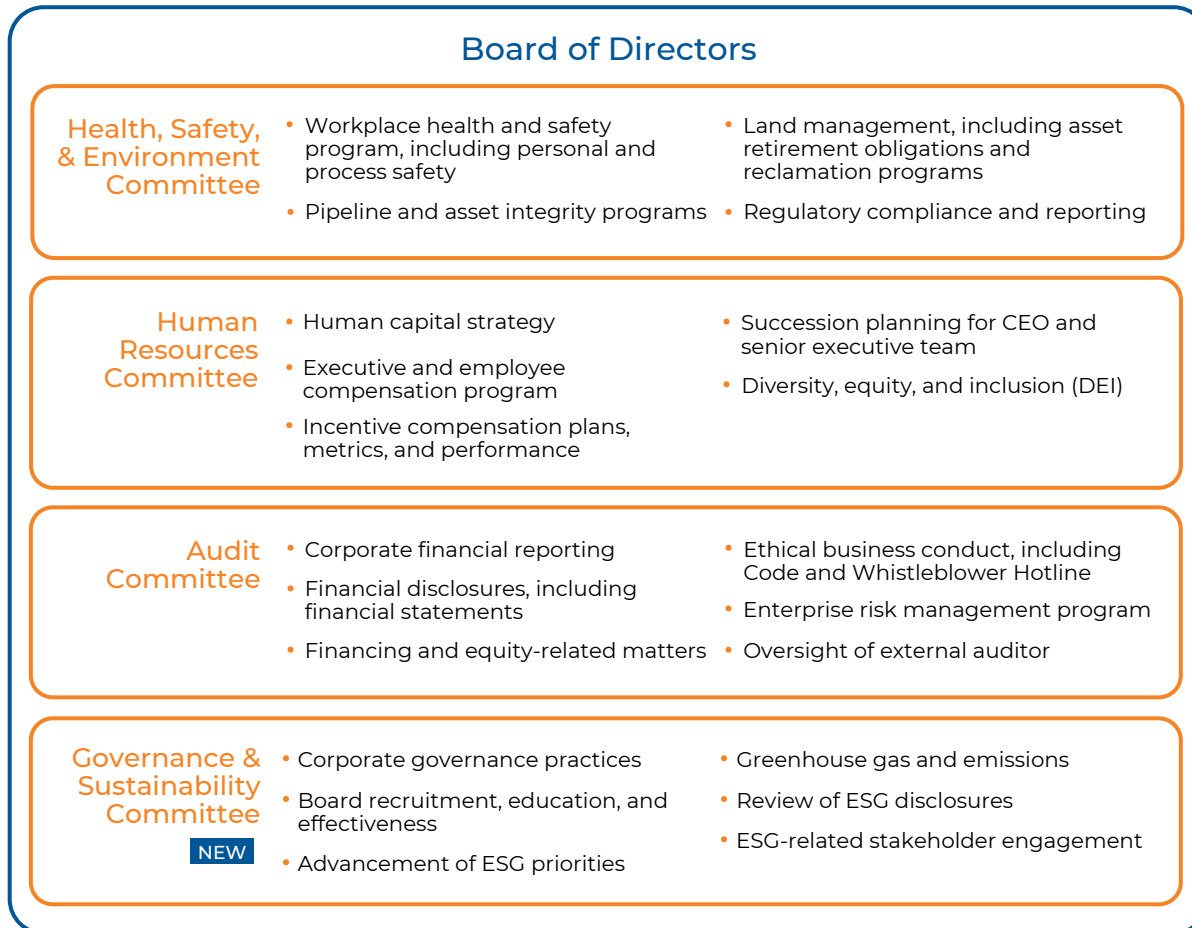 Board of Directors
Health, Safety,
& Environment
Committee
• Workplace health and safety
program, including personal and
process safety
• Pipeline and asset integrity programs
• Land management, including asset
retirement obligations and
reclamation programs
• Regulatory compliance and reporting
Human
Resources
Committee
• Human capital strategy
• Executive and employee
compensation program
• Incentive compensation plans,
metrics, and performance
• Succession planning for CEO and
senior executive team
• Diversity, equity, and inclusion (DEI)
Audit
Committee
• Corporate financial reporting
• Financial disclosures, including
financial statements
• Financing and equity-related matters
• Ethical business conduct, including
Code and Whistleblower Hotline
• Enterprise risk management program
• Oversight of external auditor
Governance &
Sustainability
Committee
NEW
• Corporate governance practices
• Board recruitment, education, and
effectiveness
• Advancement of ESG priorities
• Greenhouse gas and emissions
• Review of ESG disclosures
• ESG-related stakeholder engagement